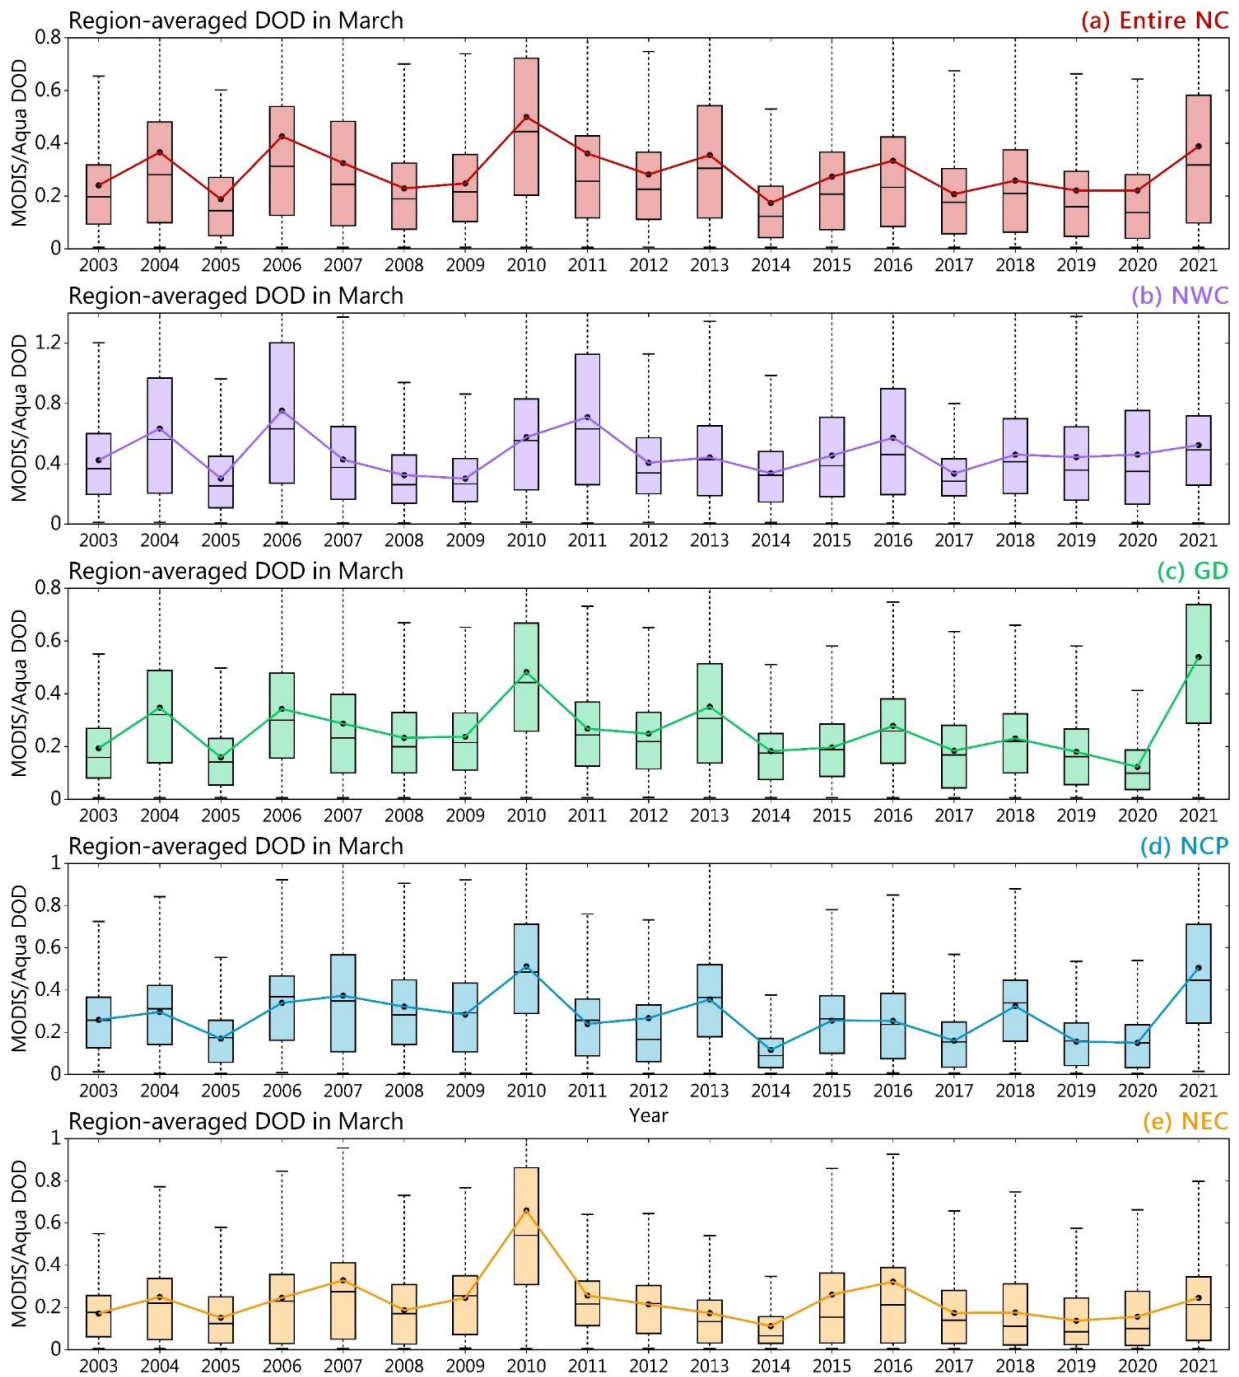 Region-averaged DOD in March (a) Entire NC
MODIS/Aqua DOD
0.8
0.6
0.4
0.2
0
2003 2004 2005 2006 2007 2008 2009 2010 2011 2012 2013 2014 2015 2016 2017 2018 2019 2020 2021
Region-averaged DOD in March (b) NWC
MODIS/Aqua DOD
1.2
0.8
0.4
0
2003 2004 2005 2006 2007 2008 2009 2010 2011 2012 2013 2014 2015 2016 2017 2018 2019 2020 2021
Region-averaged DOD in March (c) GD
MODIS/Aqua DOD
0.8
0.6
0.4
0.2
0
2003 2004 2005 2006 2007 2008 2009 2010 2011 2012 2013 2014 2015 2016 2017 2018 2019 2020 2021
Region-averaged DOD in March (d) NCP
MODIS/Aqua DOD
1
0.8
0.6
0.4
0.2
0
2003 2004 2005 2006 2007 2008 2009 2010 2011 2012 2013 2014 2015 2016 2017 2018 2019 2020 2021
Year
Region-averaged DOD in March (e) NEC
MODIS/Aqua DOD
1
0.8
0.6
0.4
0.2
0
2003 2004 2005 2006 2007 2008 2009 2010 2011 2012 2013 2014 2015 2016 2017 2018 2019 2020 2021